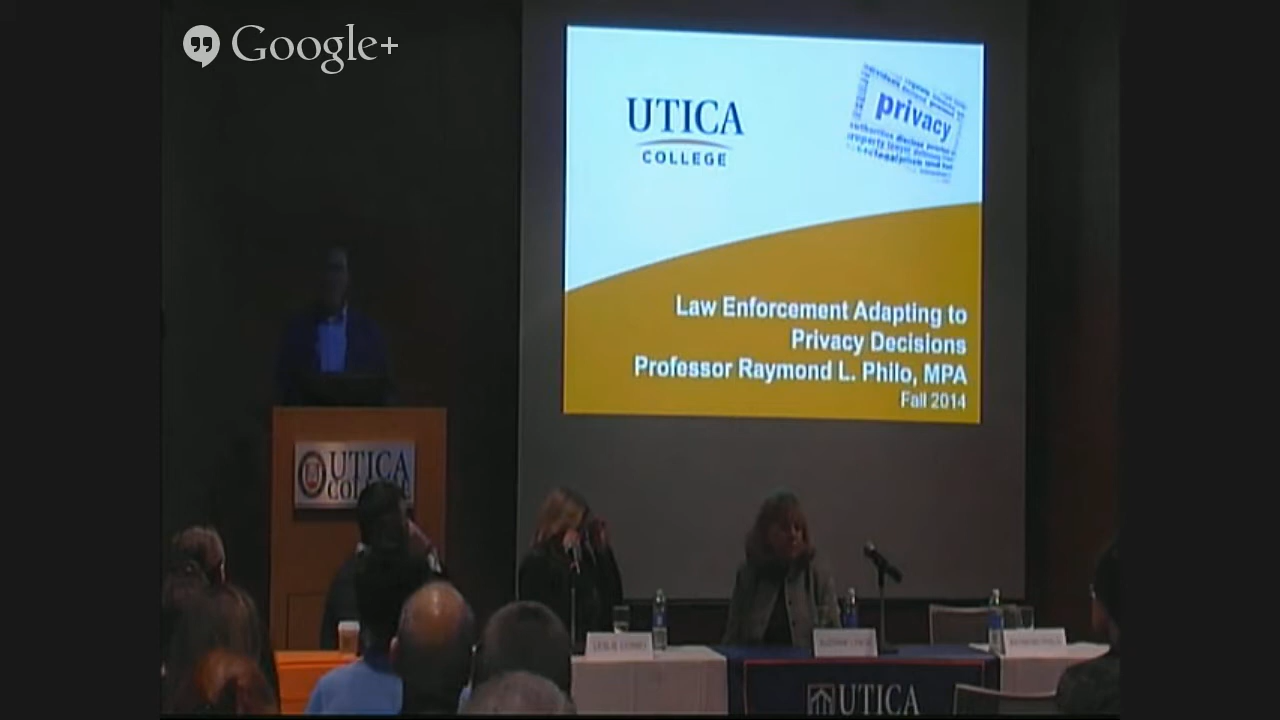 Google+
UTICA
COLLEGE
privacy
Law Enforcement Adapting to
Privacy Decisions
Professor Raymond L. Philo, MPA
Fall 2014
UTICA
COLLEGE
UTICA